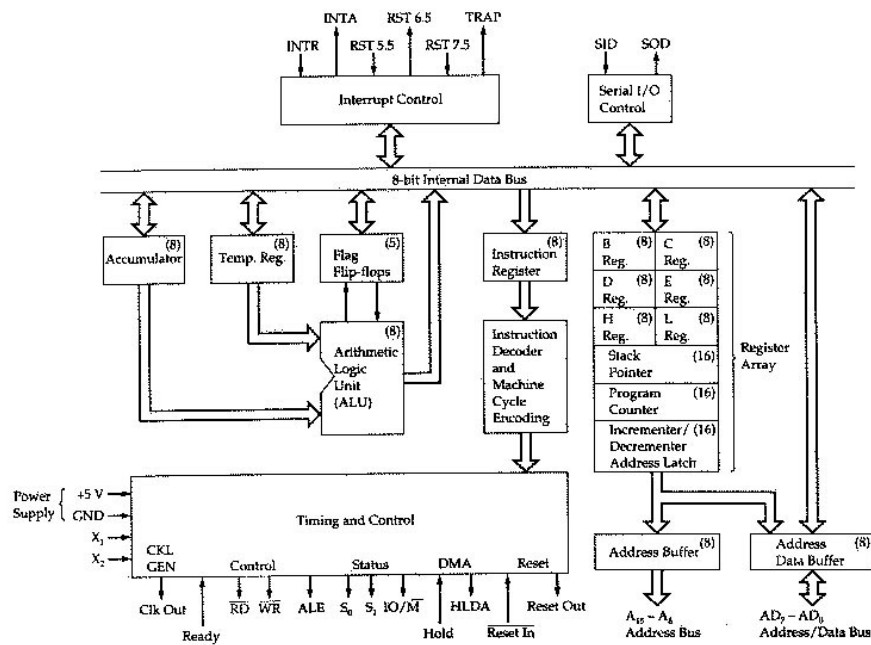 INTA RST 6.5 TRAP
INTR RST 5.5 RST 7.5
SID SOD
Interrupt Control
Serial I/O
Control
8-bit Internal Data Bus
(8)
Accumulator
(8)
Temp. Reg.
(5)
Flag
Flip-flops
(8)
Instruction
Register
B (8) C (8)
Reg. Reg.
D (8) E (8)
Reg. Reg.
H (8) L (8)
Reg. Reg.
Stack (16)
Pointer
Program (16)
Counter
Incrementer/ (16)
Decrementer
Address Latch
Register
Array
(8)
Arithmetic
Logic
Unit
(ALU)
Instruction
Decoder
and
Machine
Cycle
Encoding
Power
Supply
+5 V
GND
X₁
X₂
Timing and Control
CKL
GEN
Control Status DMA Reset
Clk Out
Ready
R̅D̅ W̅R̅ ALE S₀ S₁ IO/M̅
Hold
HLDA
R̅e̅s̅e̅t̅ I̅n̅
Reset Out
(8)
Address Buffer
(8)
Address
Data Buffer
A₁₅ – A₈
Address Bus
AD₇ – AD₀
Address/Data Bus